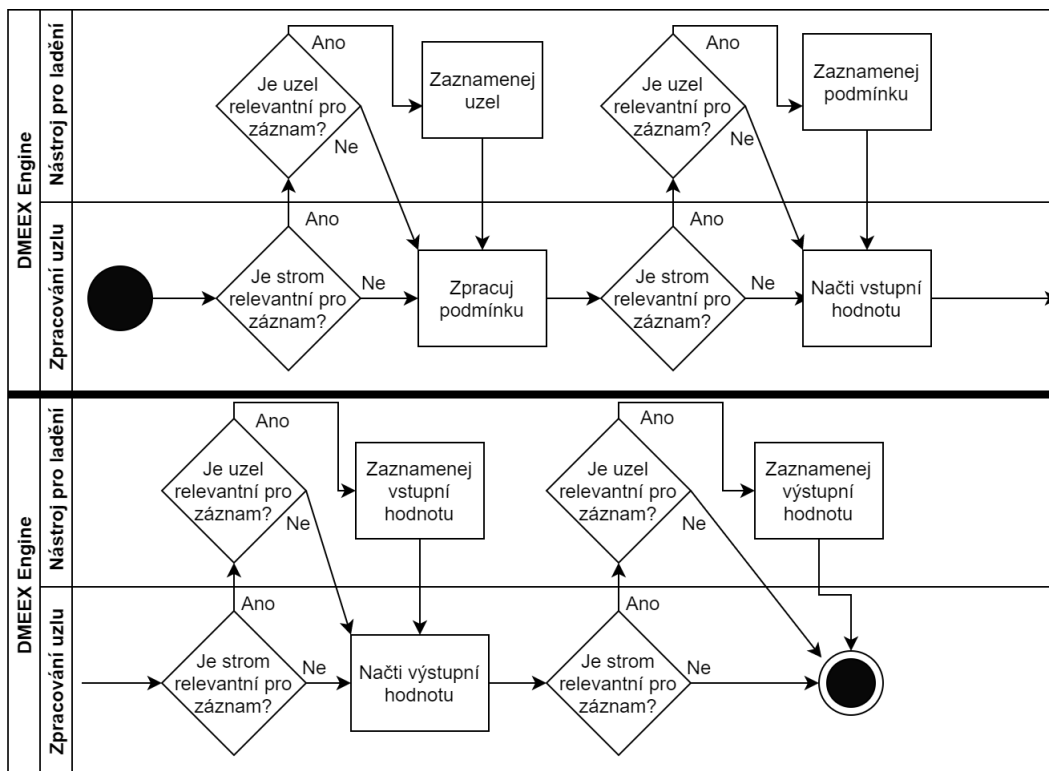 DMEEX Engine
Nástroj pro ladění
Je uzel
relevantní pro
záznam?
Ano
Ne
Zaznamenej
uzel
Je uzel
relevantní pro
záznam?
Ano
Ne
Zaznamenej
podmínku
Zpracování uzlu
Je strom
relevantní pro
záznam?
Ano
Ne
Zpracuj
podmínku
Je strom
relevantní pro
záznam?
Ano
Ne
Načti vstupní
hodnotu
DMEEX Engine
Nástroj pro ladění
Je uzel
relevantní pro
záznam?
Ano
Ne
Zaznamenej
vstupní
hodnotu
Je uzel
relevantní pro
záznam?
Ano
Ne
Zaznamenej
výstupní
hodnotu
Zpracování uzlu
Je strom
relevantní pro
záznam?
Ano
Ne
Načti výstupní
hodnotu
Je strom
relevantní pro
záznam?
Ano
Ne